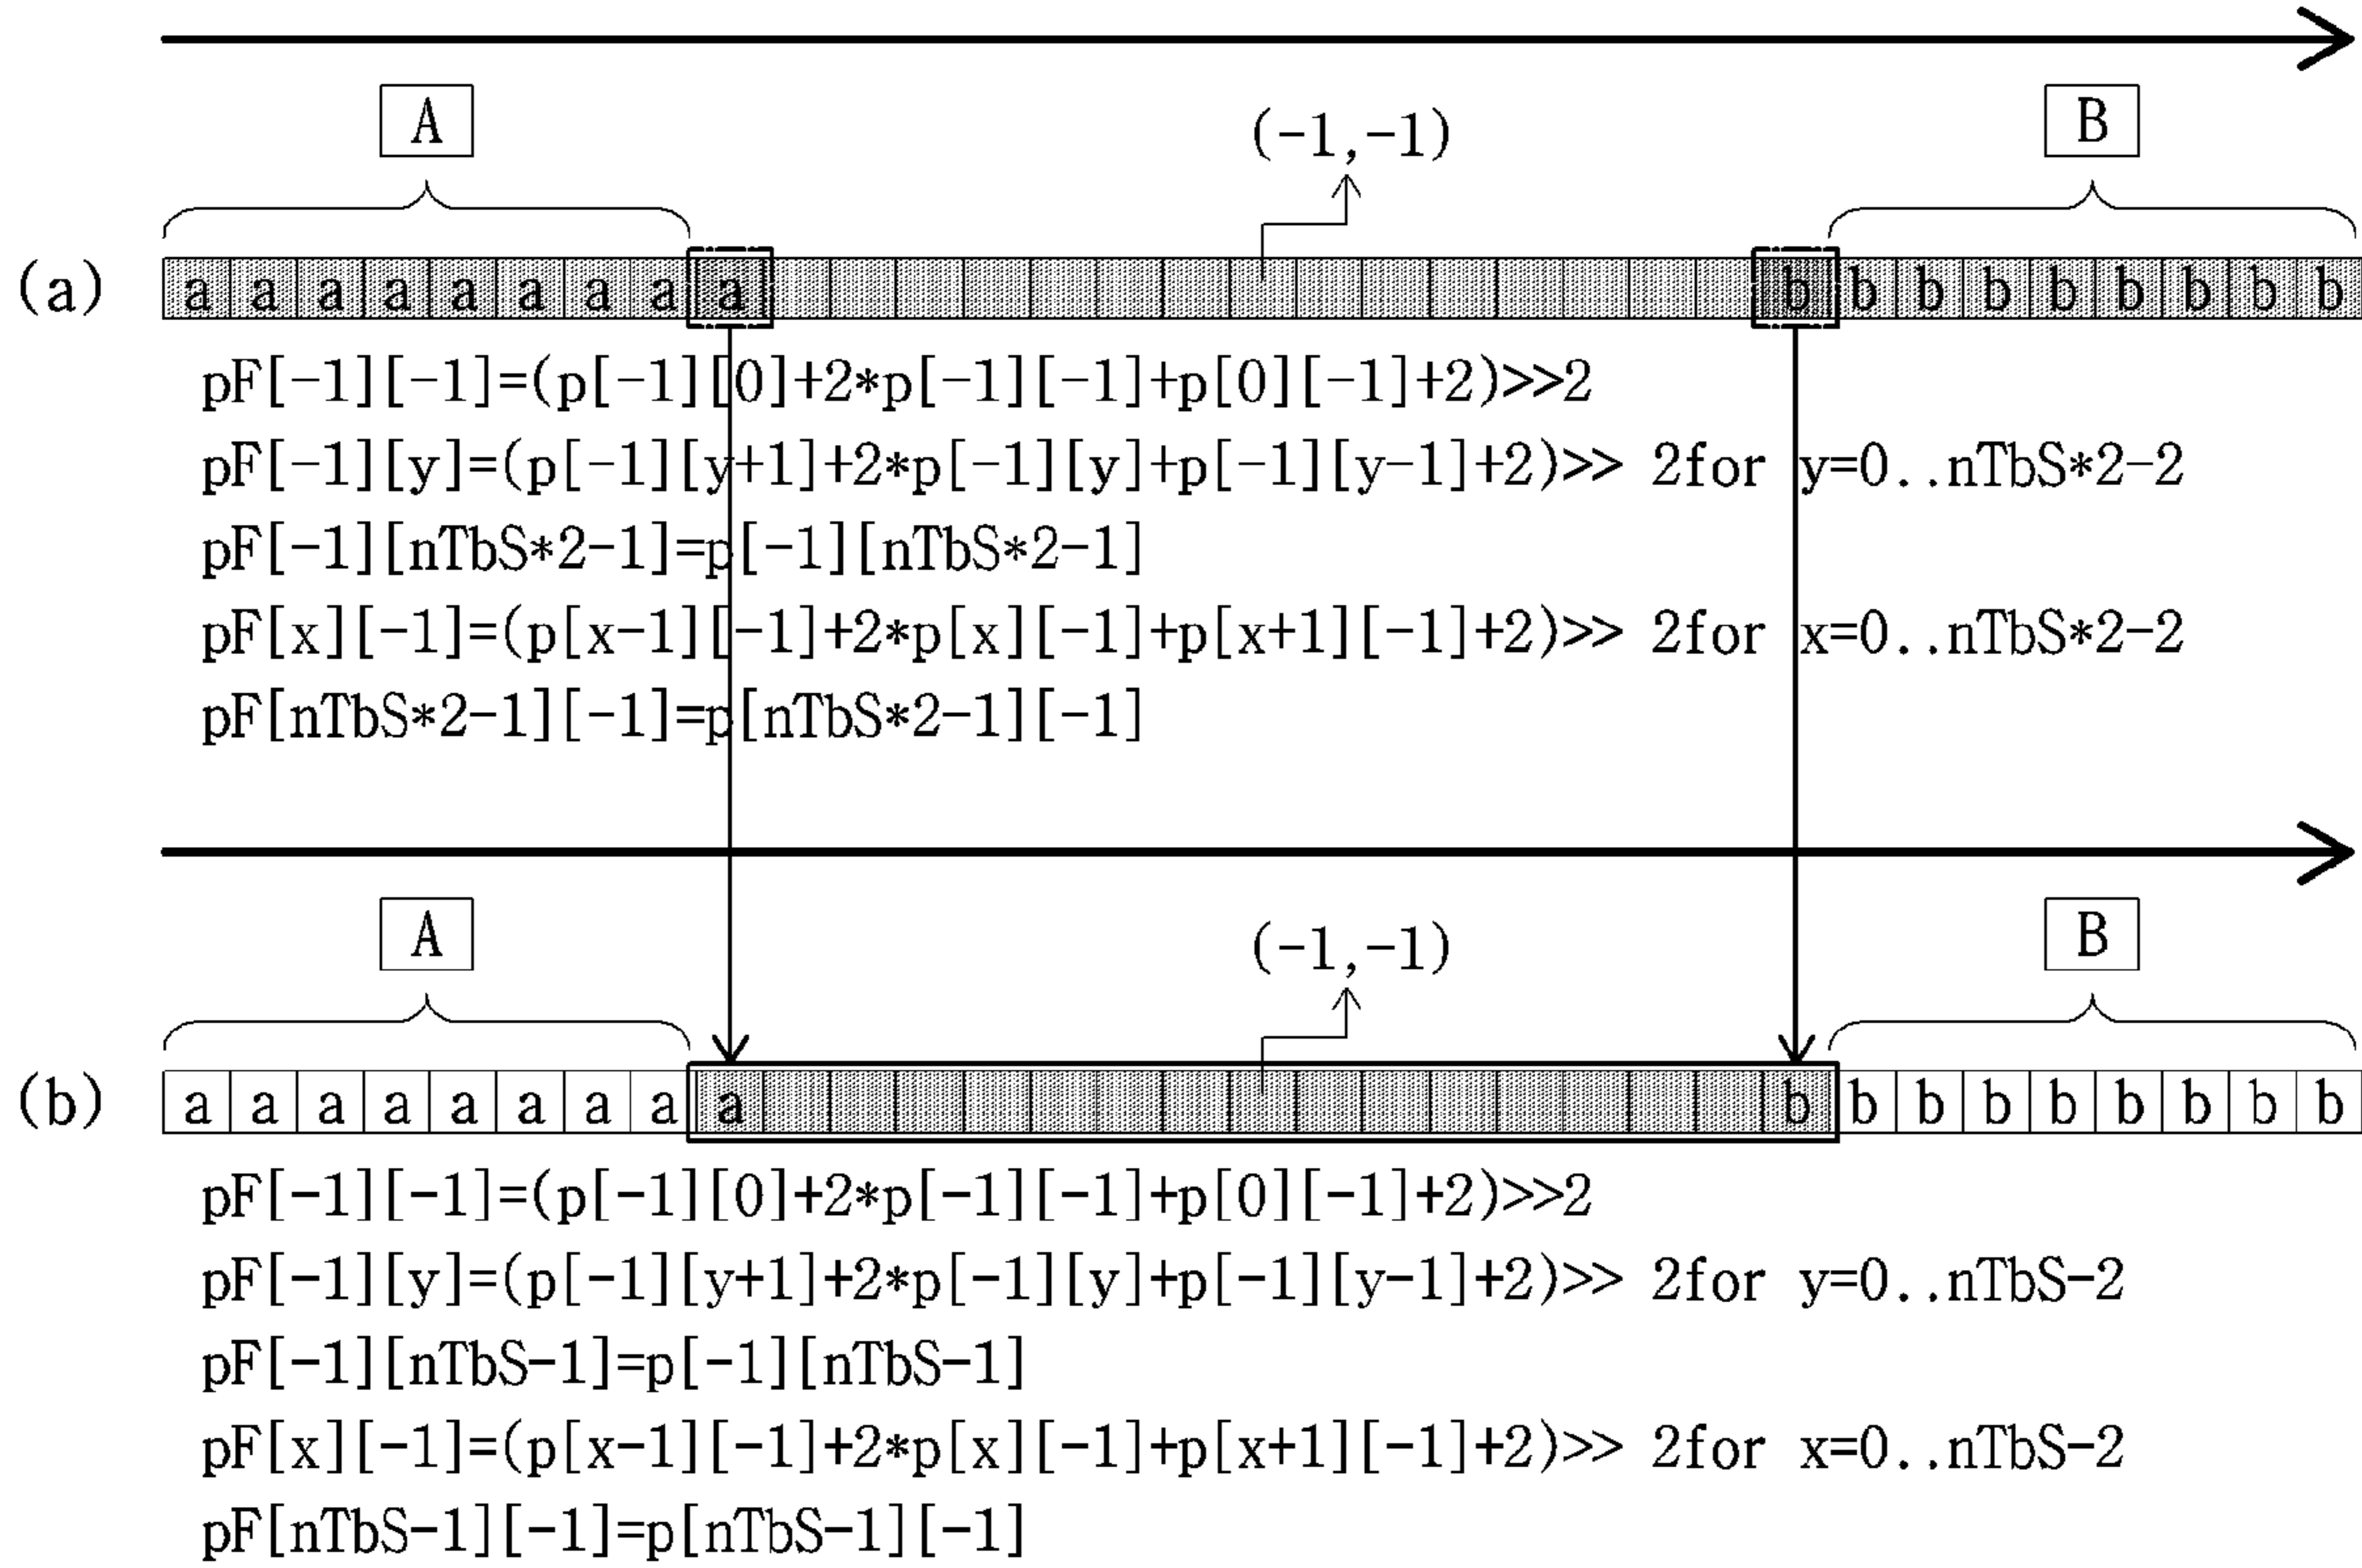 A B
(-1,-1)
(a) a a a a a a a a a b b b b b b b b b
pF[-1][-1]=(p[-1][0]+2*p[-1][-1]+p[0][-1]+2)>>2
pF[-1][y]=(p[-1][y+1]+2*p[-1][y]+p[-1][y-1]+2)>> 2for y=0..nTbS*2-2
pF[-1][nTbS*2-1]=p[-1][nTbS*2-1]
pF[x][-1]=(p[x-1][-1]+2*p[x][-1]+p[x+1][-1]+2)>> 2for x=0..nTbS*2-2
pF[nTbS*2-1][-1]=p[nTbS*2-1][-1]
A B
(-1,-1)
(b) a a a a a a a a a b b b b b b b b b
pF[-1][-1]=(p[-1][0]+2*p[-1][-1]+p[0][-1]+2)>>2
pF[-1][y]=(p[-1][y+1]+2*p[-1][y]+p[-1][y-1]+2)>> 2for y=0..nTbS-2
pF[-1][nTbS-1]=p[-1][nTbS-1]
pF[x][-1]=(p[x-1][-1]+2*p[x][-1]+p[x+1][-1]+2)>> 2for x=0..nTbS-2
pF[nTbS-1][-1]=p[nTbS-1][-1]